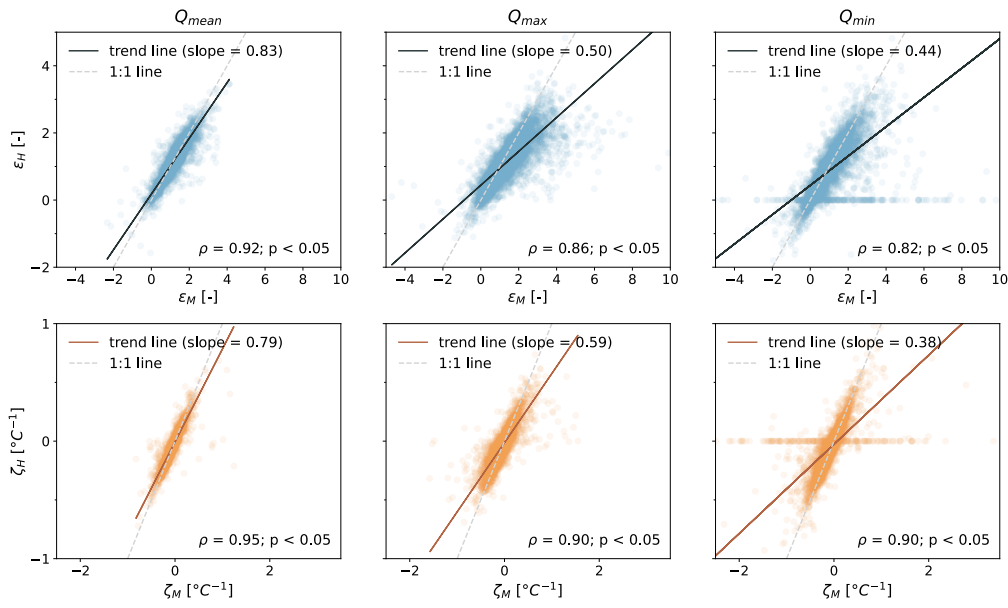 Q_mean
Q_max
Q_min
trend line (slope = 0.83)
1:1 line
ε_H [-]
4
2
0
−2
ρ = 0.92; p < 0.05
−4 −2 0 2 4 6 8 10
ε_M [-]
trend line (slope = 0.50)
1:1 line
ρ = 0.86; p < 0.05
−4 −2 0 2 4 6 8 10
ε_M [-]
trend line (slope = 0.44)
1:1 line
ρ = 0.82; p < 0.05
−4 −2 0 2 4 6 8 10
ε_M [-]
trend line (slope = 0.79)
1:1 line
ζ_H [°C⁻¹]
1
0
−1
ρ = 0.95; p < 0.05
0 2
ζ_M [°C⁻¹]
trend line (slope = 0.59)
1:1 line
ρ = 0.90; p < 0.05
0 2
ζ_M [°C⁻¹]
trend line (slope = 0.38)
1:1 line
ρ = 0.90; p < 0.05
−2 0 2
ζ_M [°C⁻¹]